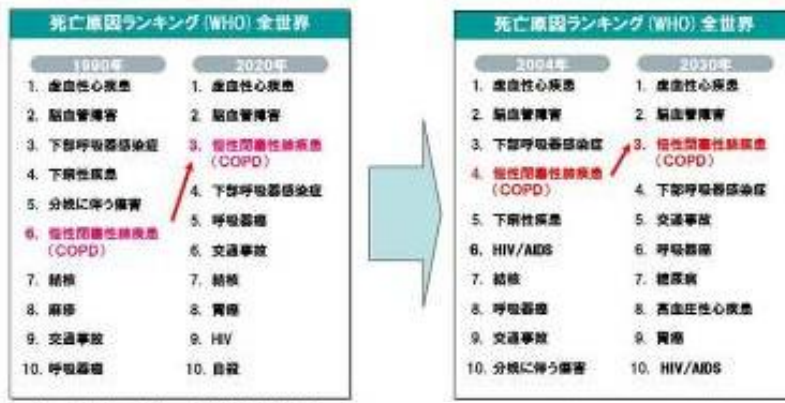 死亡原因ランキング(WHO)全世界
1990年
1. 虚血性心疾患
2. 脳血管障害
3. 下部呼吸器感染症
4. 下痢性疾患
5. 分娩に伴う傷害
6. 慢性閉塞性肺疾患
(COPD)
7. 結核
8. 麻疹
9. 交通事故
10. 呼吸器癌
2020年
1. 虚血性心疾患
2. 脳血管障害
3. 慢性閉塞性肺疾患
(COPD)
4. 下部呼吸器感染症
5. 呼吸器癌
6. 交通事故
7. 結核
8. 胃癌
9. HIV
10. 自殺
死亡原因ランキング(WHO)全世界
2004年
1. 虚血性心疾患
2. 脳血管障害
3. 下部呼吸器感染症
4. 慢性閉塞性肺疾患
(COPD)
5. 下痢性疾患
6. HIV/AIDS
7. 結核
8. 呼吸器癌
9. 交通事故
10. 分娩に伴う傷害
2030年
1. 虚血性心疾患
2. 脳血管障害
3. 慢性閉塞性肺疾患
(COPD)
4. 下部呼吸器感染症
5. 交通事故
6. 呼吸器癌
7. 糖尿病
8. 高血圧性心疾患
9. 胃癌
10. HIV/AIDS